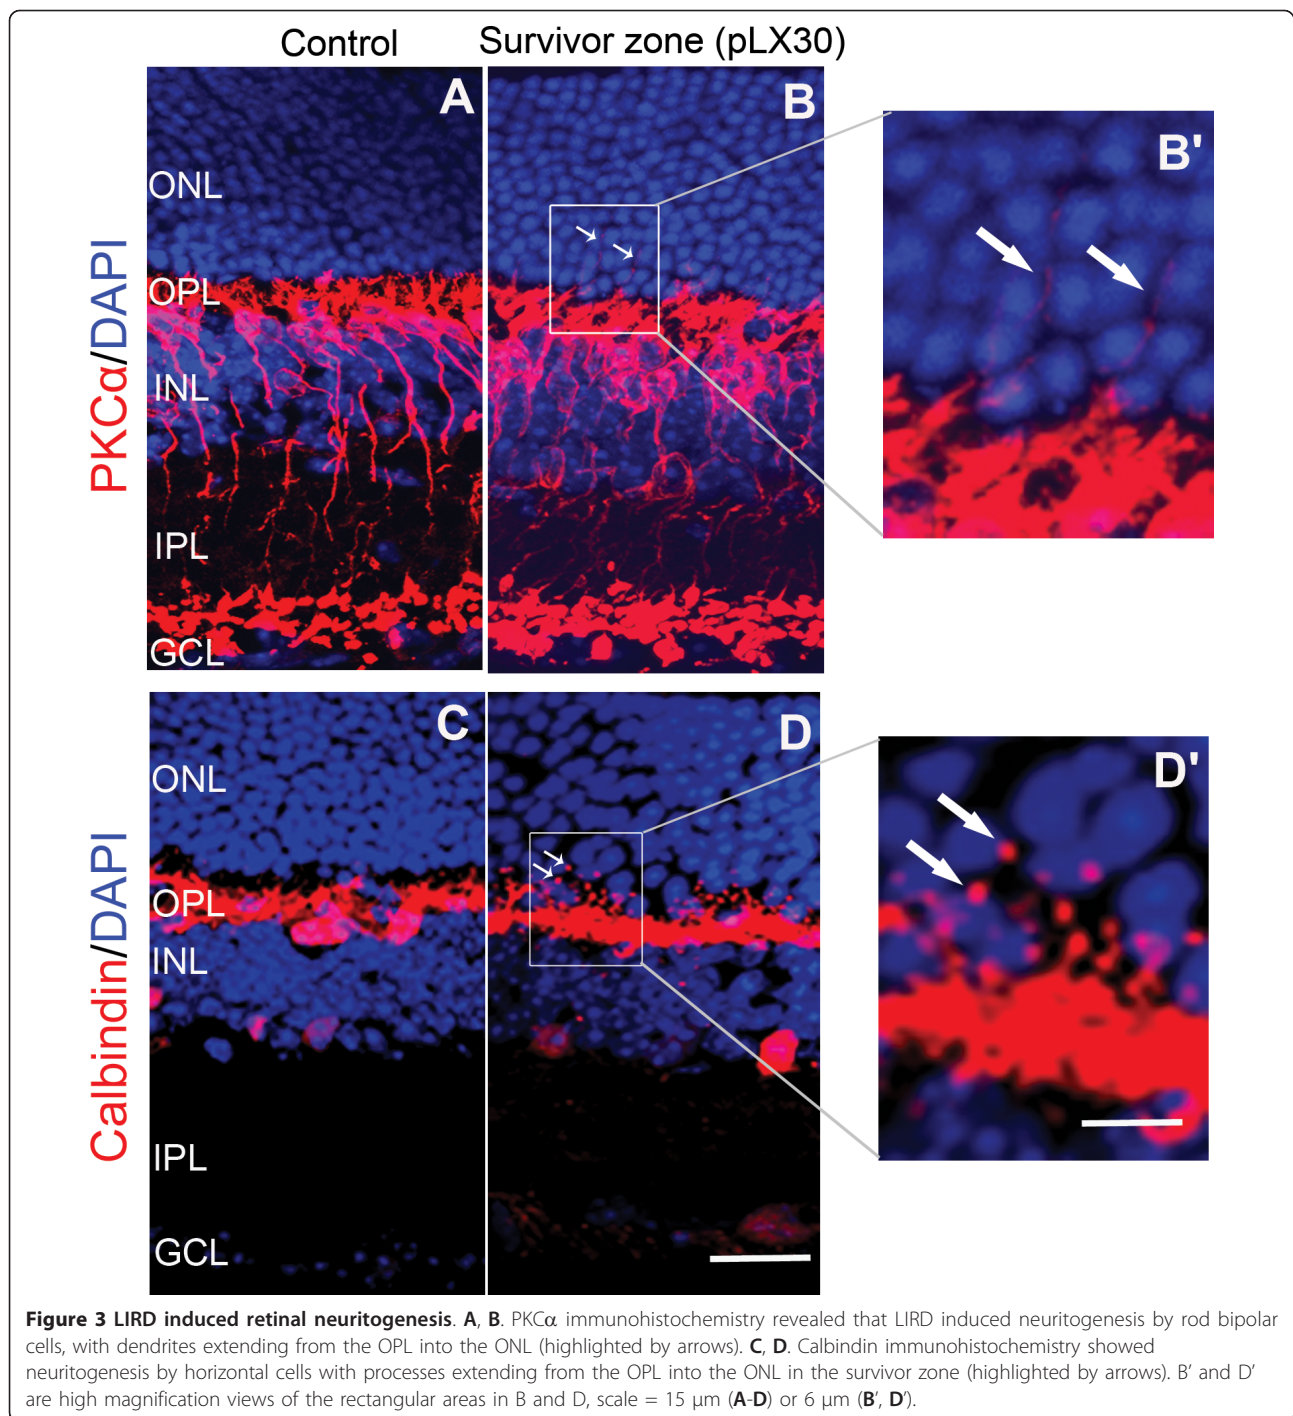 Control
Survivor zone (pLX30)
A
B
B'
ONL
OPL
INL
IPL
GCL
PKCα/DAPI
C
D
D'
ONL
OPL
INL
IPL
GCL
Calbindin/DAPI
Figure 3 LIRD induced retinal neuritogenesis. A, B. PKCα immunohistochemistry revealed that LIRD induced neuritogenesis by rod bipolar
cells, with dendrites extending from the OPL into the ONL (highlighted by arrows). C, D. Calbindin immunohistochemistry showed
neuritogenesis by horizontal cells with processes extending from the OPL into the ONL in the survivor zone (highlighted by arrows). B’ and D’
are high magnification views of the rectangular areas in B and D, scale = 15 μm (A-D) or 6 μm (B’, D’).